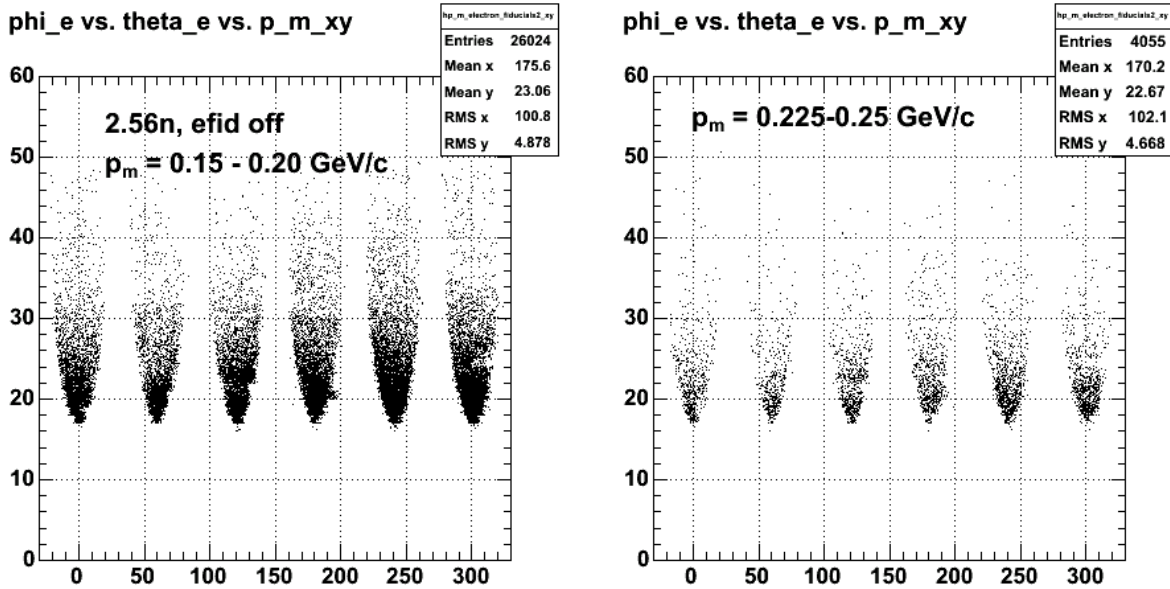 phi_e vs. theta_e vs. p_m_xy
hp_m_electron_fiducials2_xy
Entries 26024
Mean x 175.6
Mean y 23.06
RMS x 100.8
RMS y 4.878
2.56n, efid off
pm = 0.15 - 0.20 GeV/c
60
50
40
30
20
10
0
0 50 100 150 200 250 300
phi_e vs. theta_e vs. p_m_xy
hp_m_electron_fiducials2_xy
Entries 4055
Mean x 170.2
Mean y 22.67
RMS x 102.1
RMS y 4.668
pm = 0.225-0.25 GeV/c
60
50
40
30
20
10
0
0 50 100 150 200 250 300